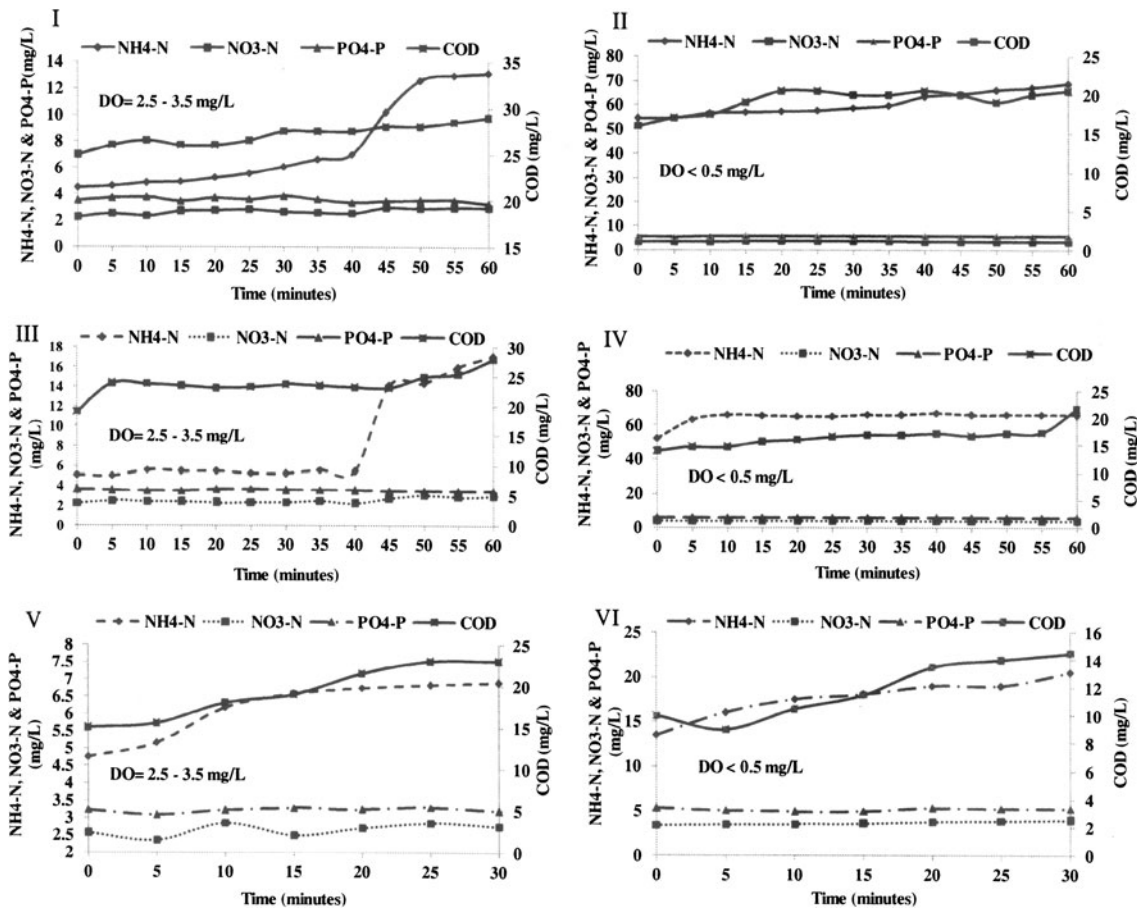 I
NH4-N NO3-N PO4-P COD
NH4-N, NO3-N & PO4-P(mg/L)
14
12
10
8
6
4
2
0
DO= 2.5 - 3.5 mg/L
35
30
25
20
15
COD (mg/L)
0 5 10 15 20 25 30 35 40 45 50 55 60
Time (minutes)
II
NH4-N NO3-N PO4-P COD
NH4-N, NO3-N & PO4-P (mg/L)
80
70
60
50
40
30
20
10
0
DO < 0.5 mg/L
25
20
15
10
5
0
COD (mg/L)
0 5 10 15 20 25 30 35 40 45 50 55 60
Time (minutes)
III
NH4-N NO3-N PO4-P COD
NH4-N, NO3-N & PO4-P
(mg/L)
18
16
14
12
10
8
6
4
2
0
DO= 2.5 - 3.5 mg/L
30
25
20
15
10
5
0
COD (mg/L)
0 5 10 15 20 25 30 35 40 45 50 55 60
Time (minutes)
IV
NH4-N NO3-N PO4-P COD
NH4-N, NO3-N & PO4-P
(mg/L)
80
60
40
20
0
DO < 0.5 mg/L
25
20
15
10
5
0
COD (mg/L)
0 5 10 15 20 25 30 35 40 45 50 55 60
Time (minutes)
V
NH4-N NO3-N PO4-P COD
NH4-N, NO3-N & PO4-P
(mg/L)
8
7.5
7
6.5
6
5.5
5
4.5
4
3.5
3
2.5
2
DO= 2.5 - 3.5 mg/L
25
20
15
10
5
0
COD (mg/L)
0 5 10 15 20 25 30
Time (minutes)
VI
NH4-N NO3-N PO4-P COD
NH4-N, NO3-N & PO4-P
(mg/L)
25
20
15
10
5
0
DO < 0.5 mg/L
16
14
12
10
8
6
4
2
0
COD (mg/L)
0 5 10 15 20 25 30
Time (minutes)